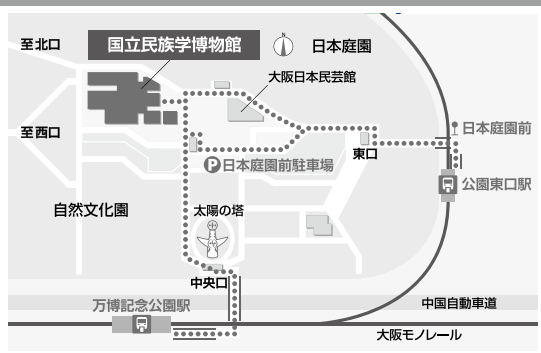 至北口
国立民族学博物館
日本庭園
大阪日本民芸館
至西口
日本庭園前
東口
P日本庭園前駐車場
公園東口駅
自然文化園
太陽の塔
中央口
万博記念公園駅
中国自動車道
大阪モノレール